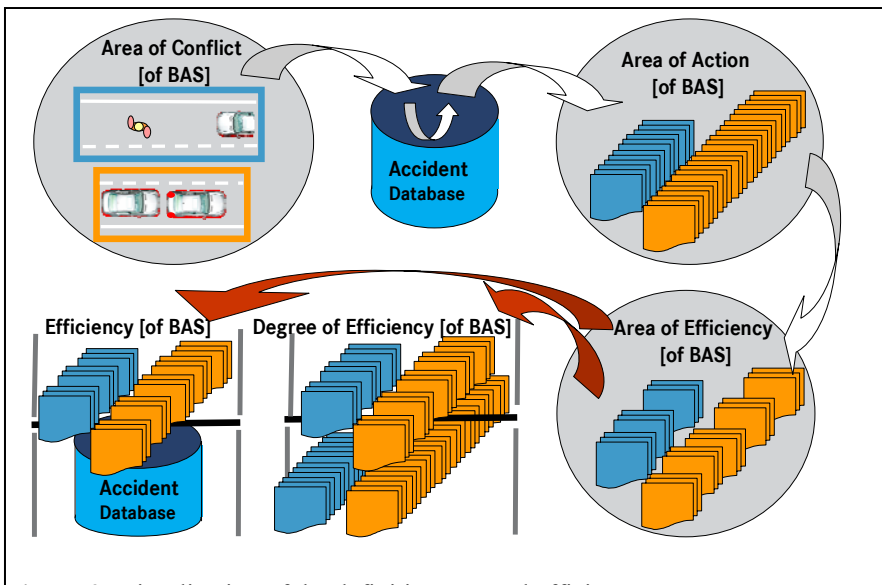 Area of Conflict
[of BAS]
Accident
Database
Area of Action
[of BAS]
Efficiency [of BAS]
Degree of Efficiency [of BAS]
Area of Efficiency
[of BAS]
Accident
Database